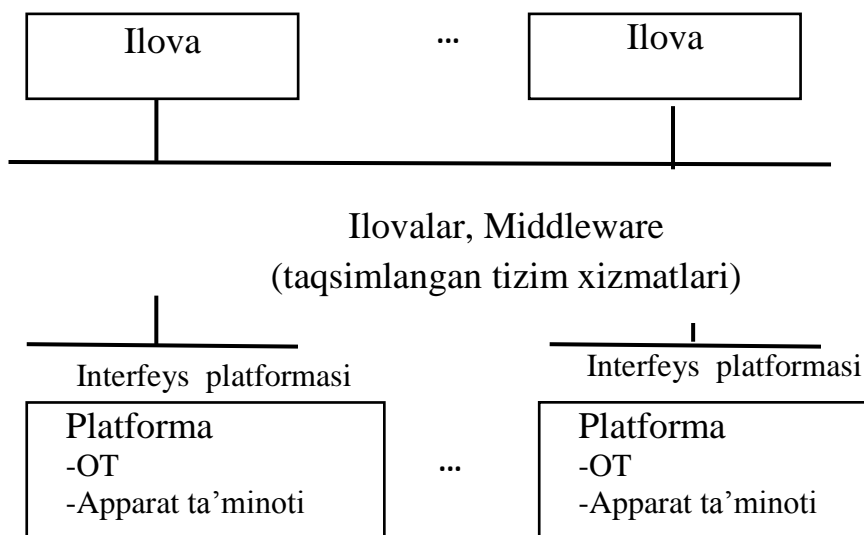 Ilova ... Ilova
Ilovalar, Middleware
(taqsimlangan tizim xizmatlari)
Interfeys platformasi Interfeys platformasi
Platforma Platforma
-OT ... -OT
-Apparat ta’minoti -Apparat ta’minoti